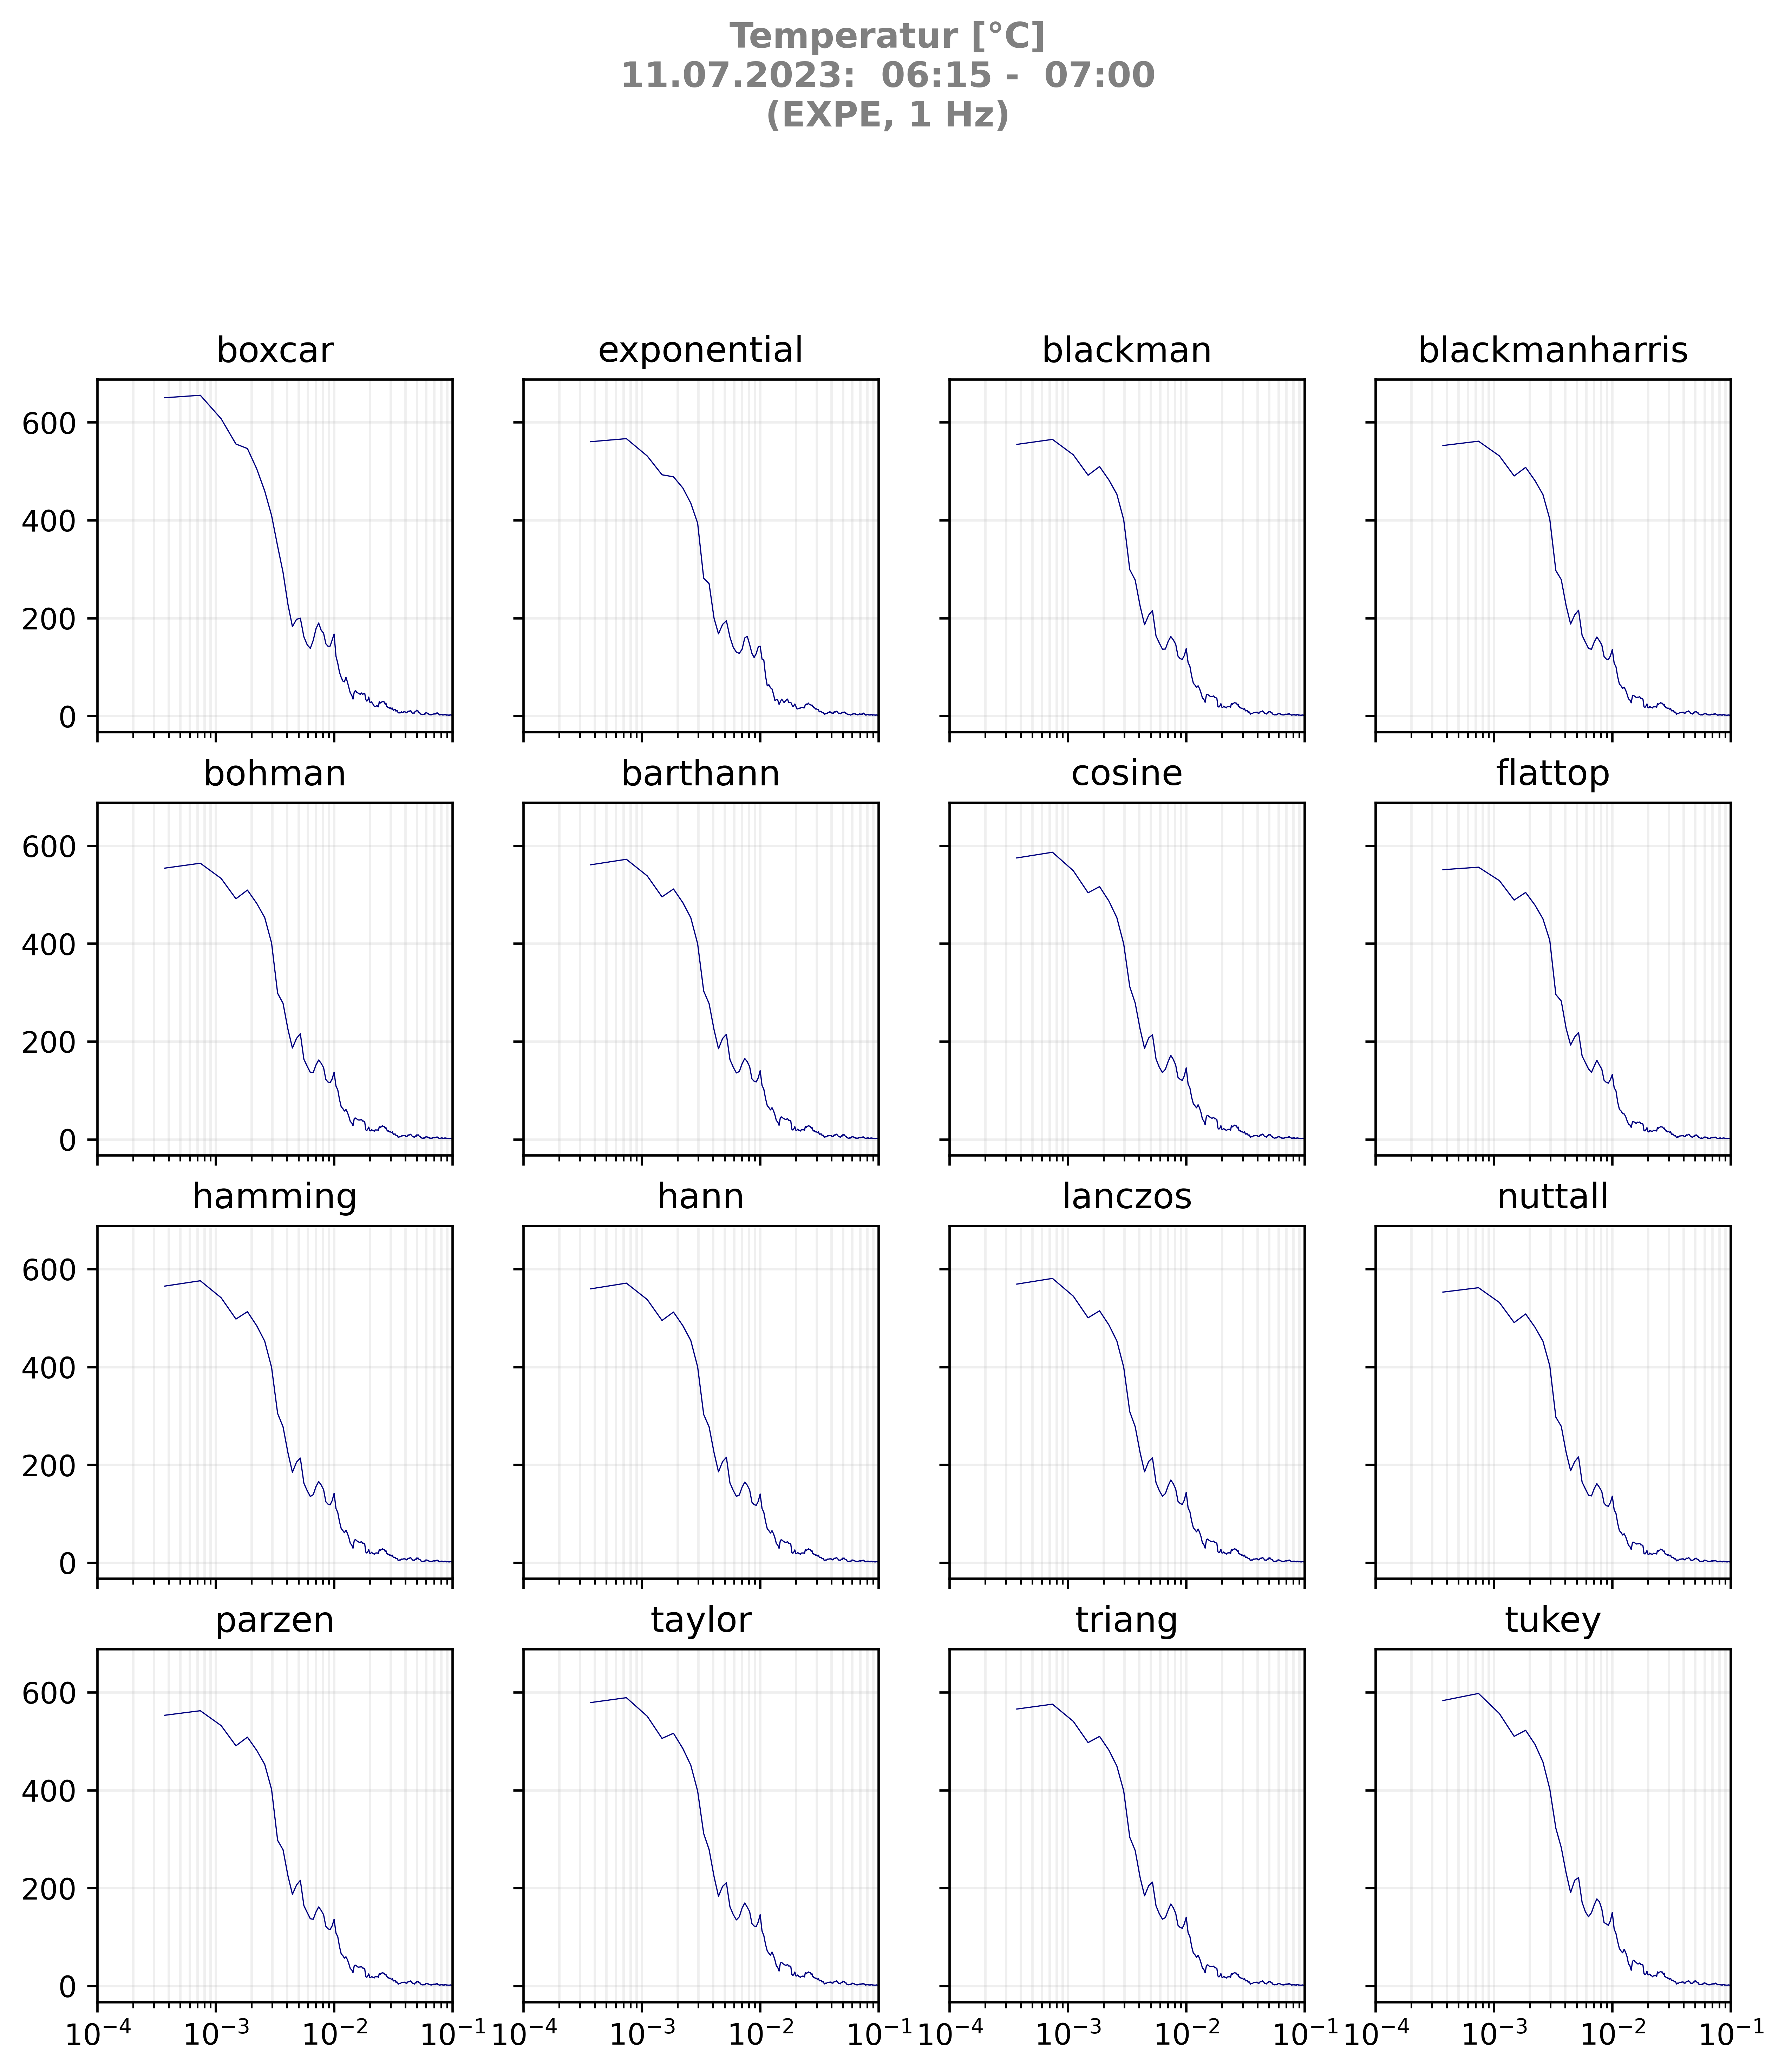 Temperatur [°C]
11.07.2023:  06:15 -  07:00
(EXPE, 1 Hz)
boxcar exponential blackman blackmanharris
600
400
200
0
bohman barthann cosine flattop
600
400
200
0
hamming hann lanczos nuttall
600
400
200
0
parzen taylor triang tukey
600
400
200
0
10⁻⁴ 10⁻³ 10⁻² 10⁻¹ 10⁻⁴ 10⁻³ 10⁻² 10⁻¹ 10⁻⁴ 10⁻³ 10⁻² 10⁻¹ 10⁻⁴ 10⁻³ 10⁻² 10⁻¹